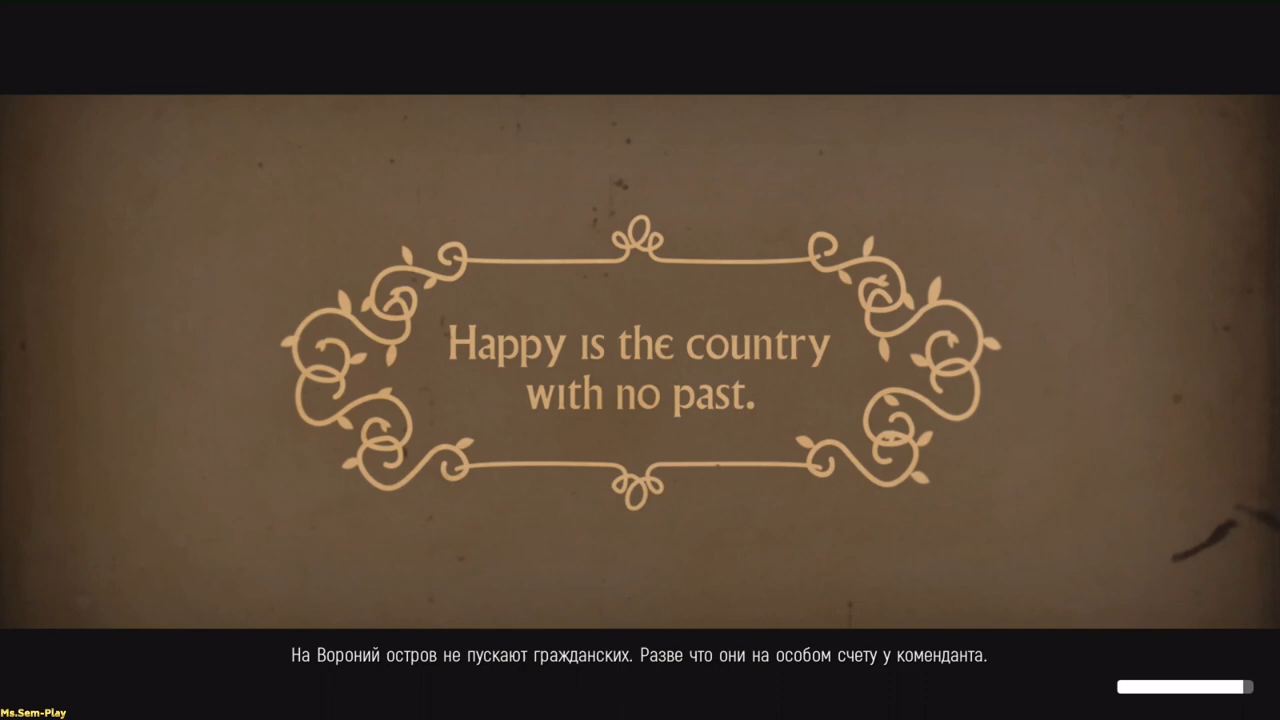 Happy is the country
with no past.
На Вороний остров не пускают гражданских. Разве что они на особом счету у коменданта.
Ms.Sem-Play